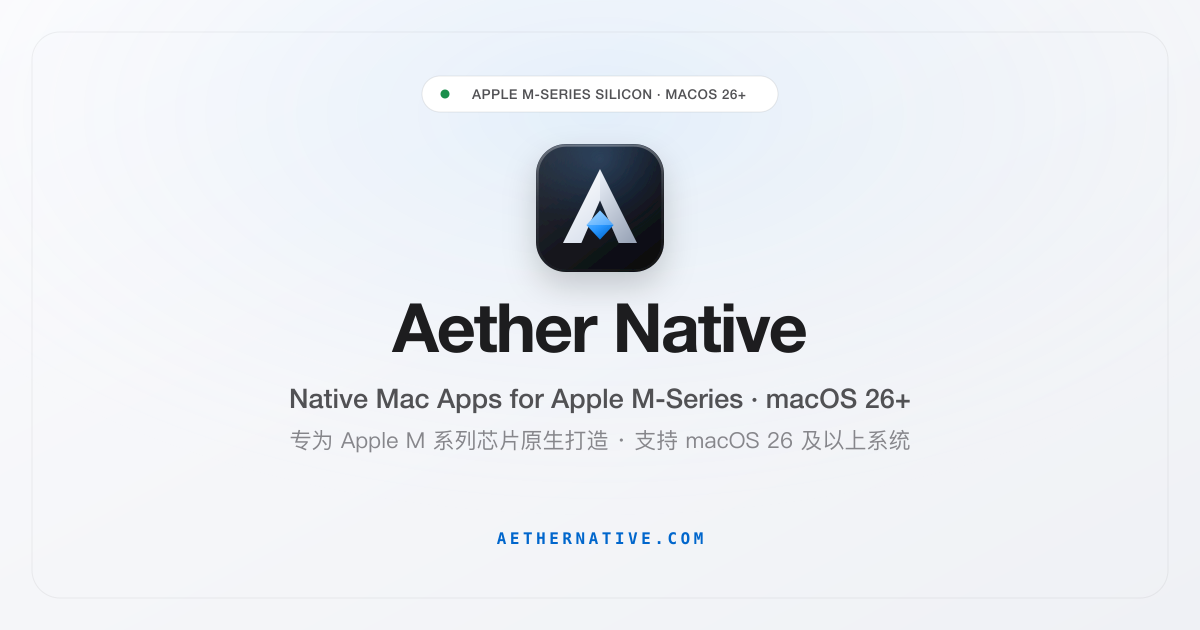 APPLE M-SERIES SILICON · MACOS 26+
Aether Native
Native Mac Apps for Apple M-Series · macOS 26+
专为 Apple M 系列芯片原生打造 · 支持 macOS 26 及以上系统
AETHERNATIVE.COM